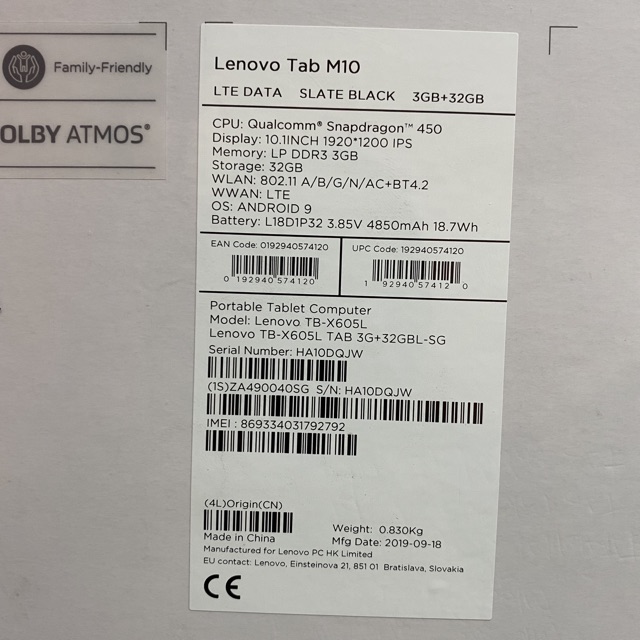 Family-Friendly
OLBY ATMOS®
Lenovo Tab M10
LTE DATA SLATE BLACK 3GB+32GB
CPU: Qualcomm® Snapdragon™ 450
Display: 10.1INCH 1920*1200 IPS
Memory: LP DDR3 3GB
Storage: 32GB
WLAN: 802.11 A/B/G/N/AC+BT4.2
WWAN: LTE
OS: ANDROID 9
Battery: L18D1P32 3.85V 4850mAh 18.7Wh
EAN Code: 0192940574120
0 192940 574120
UPC Code: 192940574120
1 92940 57412 0
Portable Tablet Computer
Model: Lenovo TB-X605L
Lenovo TB-X605L TAB 3G+32GBL-SG
Serial Number: HA10DQJW
(1S)ZA490040SG S/N: HA10DQJW
IMEI : 869334031792792
(4L)Origin(CN)
Made in China
Weight: 0.830Kg
Mfg Date: 2019-09-18
Manufactured for Lenovo PC HK Limited
EU contact: Lenovo, Einsteinova 21, 851 01 Bratislava, Slovakia
CE